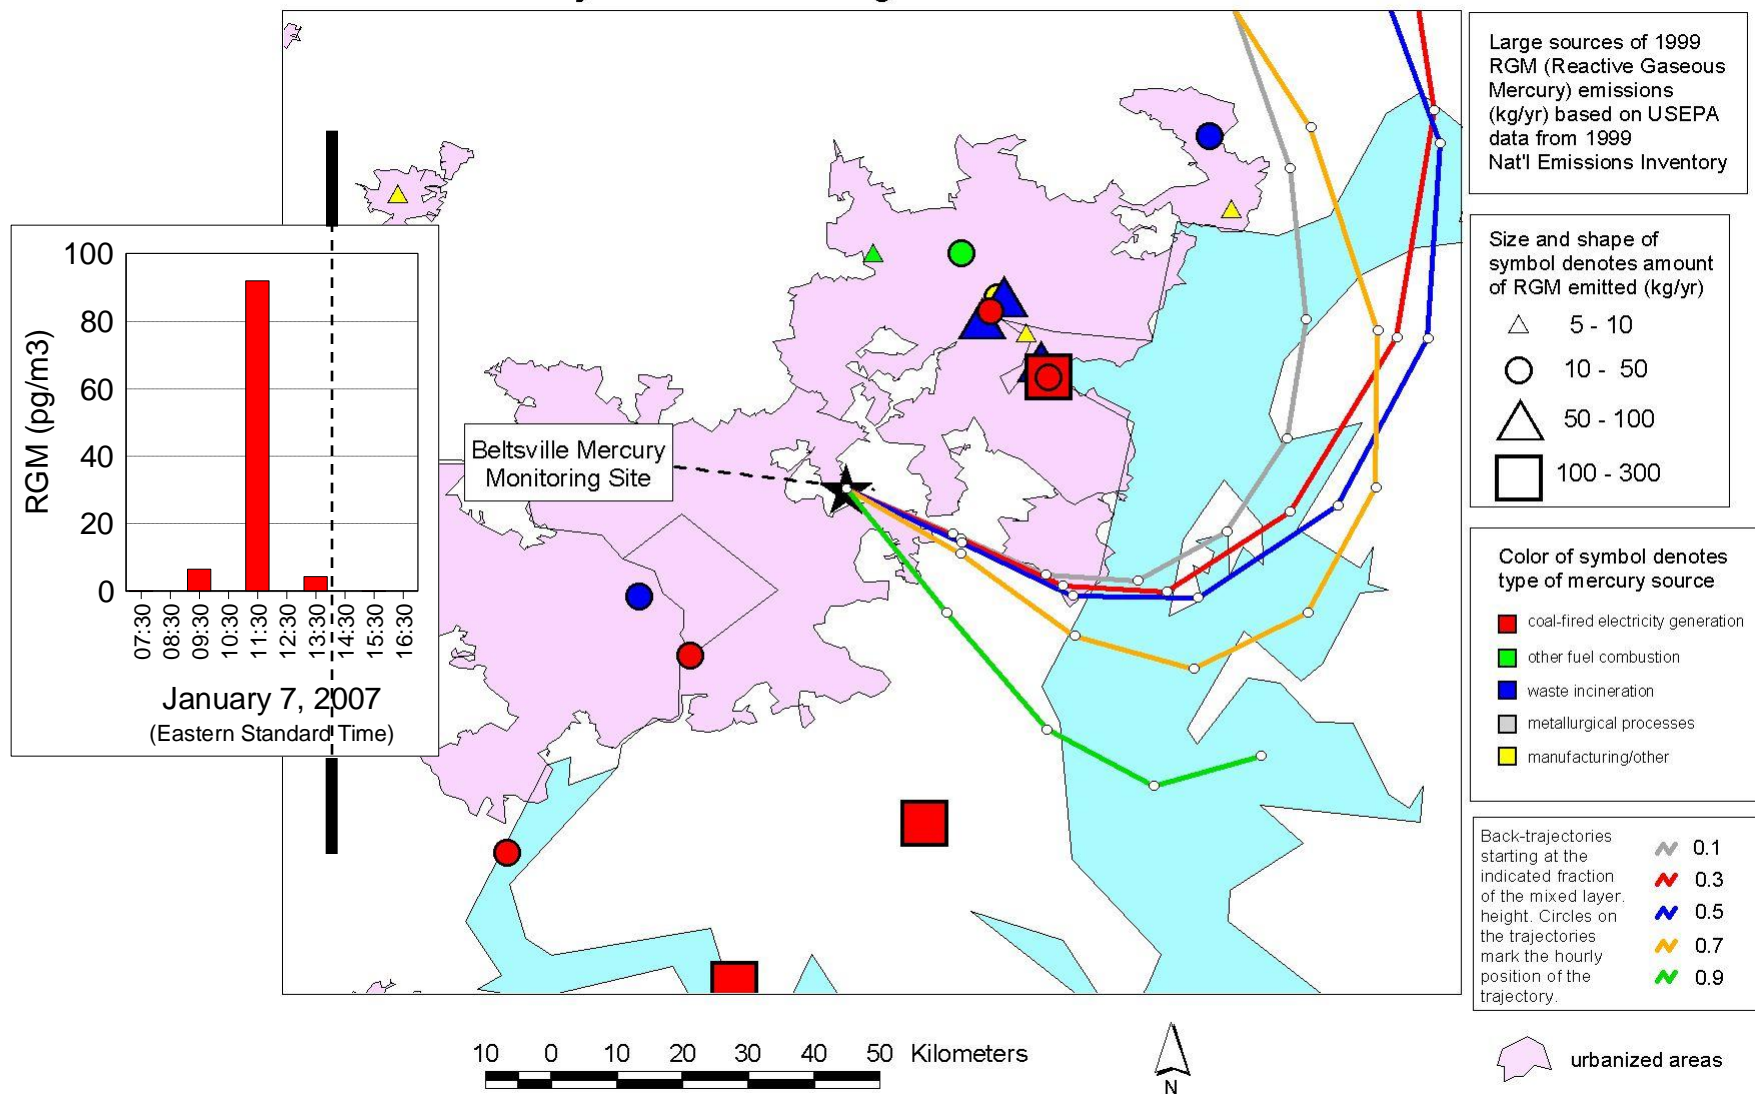 Large sources of 1999
RGM (Reactive Gaseous
Mercury) emissions
(kg/yr) based on USEPA
data from 1999
Nat'l Emissions Inventory
Size and shape of
symbol denotes amount
of RGM emitted (kg/yr)
5 - 10
10 - 50
50 - 100
100 - 300
Color of symbol denotes
type of mercury source
coal-fired electricity generation
other fuel combustion
waste incineration
metallurgical processes
manufacturing/other
Back-trajectories
starting at the
indicated fraction
of the mixed layer.
height. Circles on
the trajectories
mark the hourly
position of the
trajectory.
0.1
0.3
0.5
0.7
0.9
urbanized areas
Beltsville Mercury
Monitoring Site
RGM (pg/m3)
100
80
60
40
20
0
07:30
08:30
09:30
10:30
11:30
12:30
13:30
14:30
15:30
16:30
January 7, 2007
(Eastern Standard Time)
10 0 10 20 30 40 50 Kilometers
N